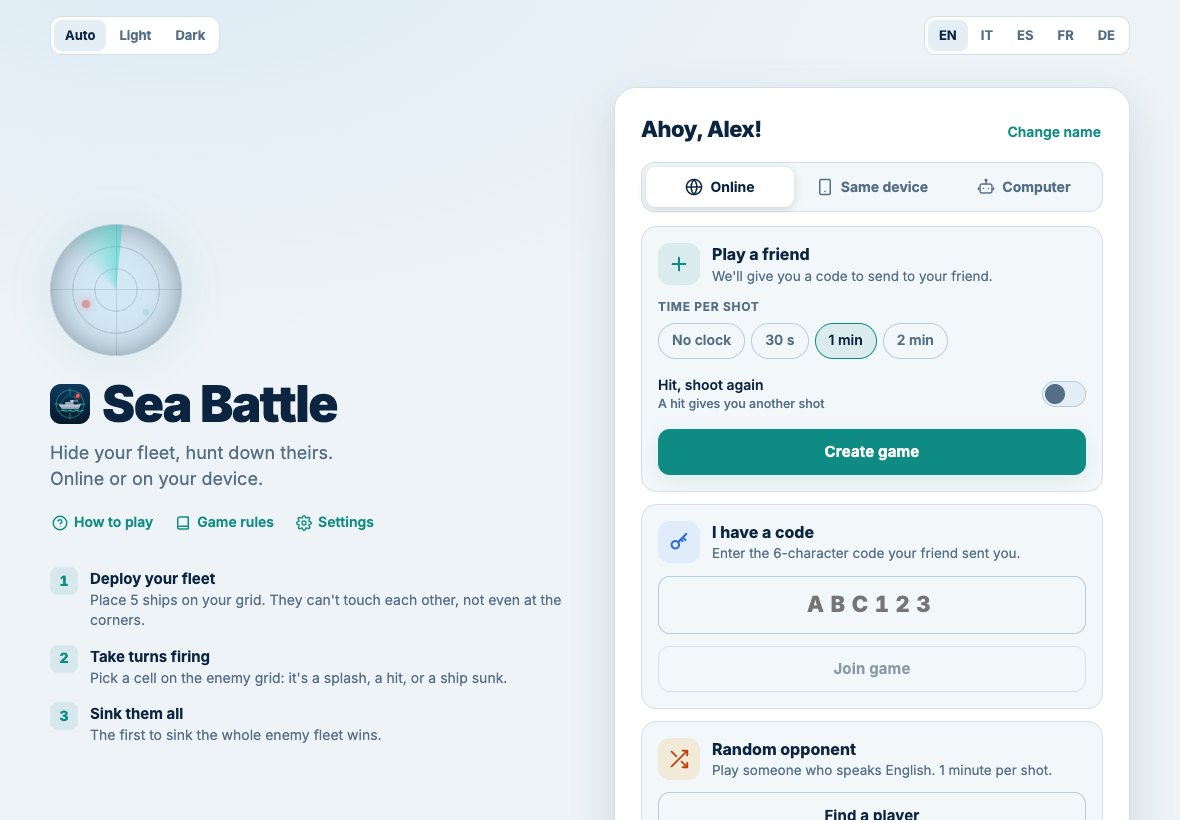 Auto Light Dark
EN IT ES FR DE
Sea Battle
Hide your fleet, hunt down theirs.
Online or on your device.
How to play Game rules Settings
1 Deploy your fleet
Place 5 ships on your grid. They can't touch each other, not even at the
corners.
2 Take turns firing
Pick a cell on the enemy grid: it's a splash, a hit, or a ship sunk.
3 Sink them all
The first to sink the whole enemy fleet wins.
Ahoy, Alex!
Change name
Online Same device Computer
Play a friend
We'll give you a code to send to your friend.
TIME PER SHOT
No clock 30 s 1 min 2 min
Hit, shoot again
A hit gives you another shot
Create game
I have a code
Enter the 6-character code your friend sent you.
ABC123
Join game
Random opponent
Play someone who speaks English. 1 minute per shot.
Find a player